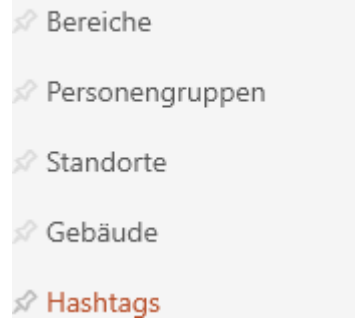 Bereiche
Personengruppen
Standorte
Gebäude
Hashtags